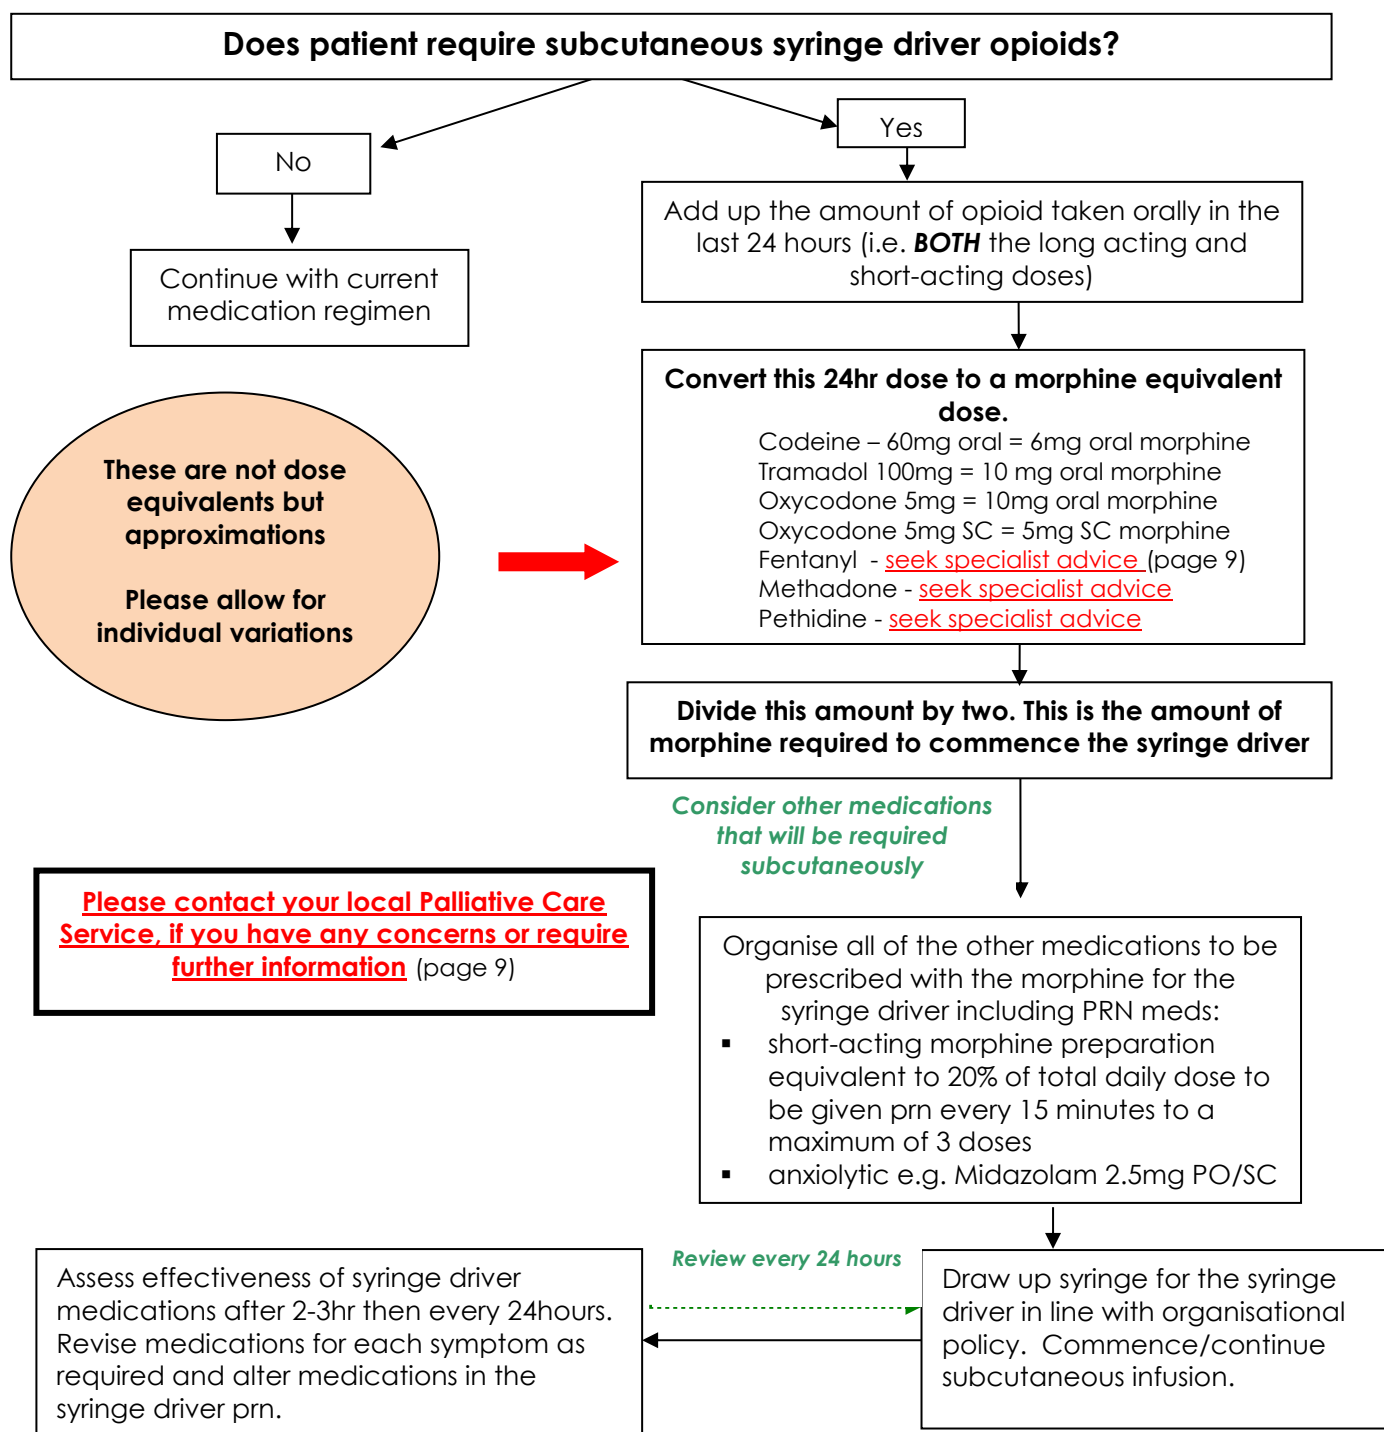 Does patient require subcutaneous syringe driver opioids?
No
Yes
Continue with current
medication regimen
Add up the amount of opioid taken orally in the
last 24 hours (i.e. BOTH the long acting and
short-acting doses)
These are not dose
equivalents but
approximations
Please allow for
individual variations
Convert this 24hr dose to a morphine equivalent
dose.
Codeine – 60mg oral = 6mg oral morphine
Tramadol 100mg = 10 mg oral morphine
Oxycodone 5mg = 10mg oral morphine
Oxycodone 5mg SC = 5mg SC morphine
Fentanyl - seek specialist advice (page 9)
Methadone - seek specialist advice
Pethidine - seek specialist advice
Divide this amount by two. This is the amount of
morphine required to commence the syringe driver
Consider other medications
that will be required
subcutaneously
Please contact your local Palliative Care
Service, if you have any concerns or require
further information (page 9)
Organise all of the other medications to be
prescribed with the morphine for the
syringe driver including PRN meds:
▪ short-acting morphine preparation
equivalent to 20% of total daily dose to
be given prn every 15 minutes to a
maximum of 3 doses
▪ anxiolytic e.g. Midazolam 2.5mg PO/SC
Assess effectiveness of syringe driver
medications after 2-3hr then every 24hours.
Revise medications for each symptom as
required and alter medications in the
syringe driver prn.
Review every 24 hours
Draw up syringe for the syringe
driver in line with organisational
policy. Commence/continue
subcutaneous infusion.